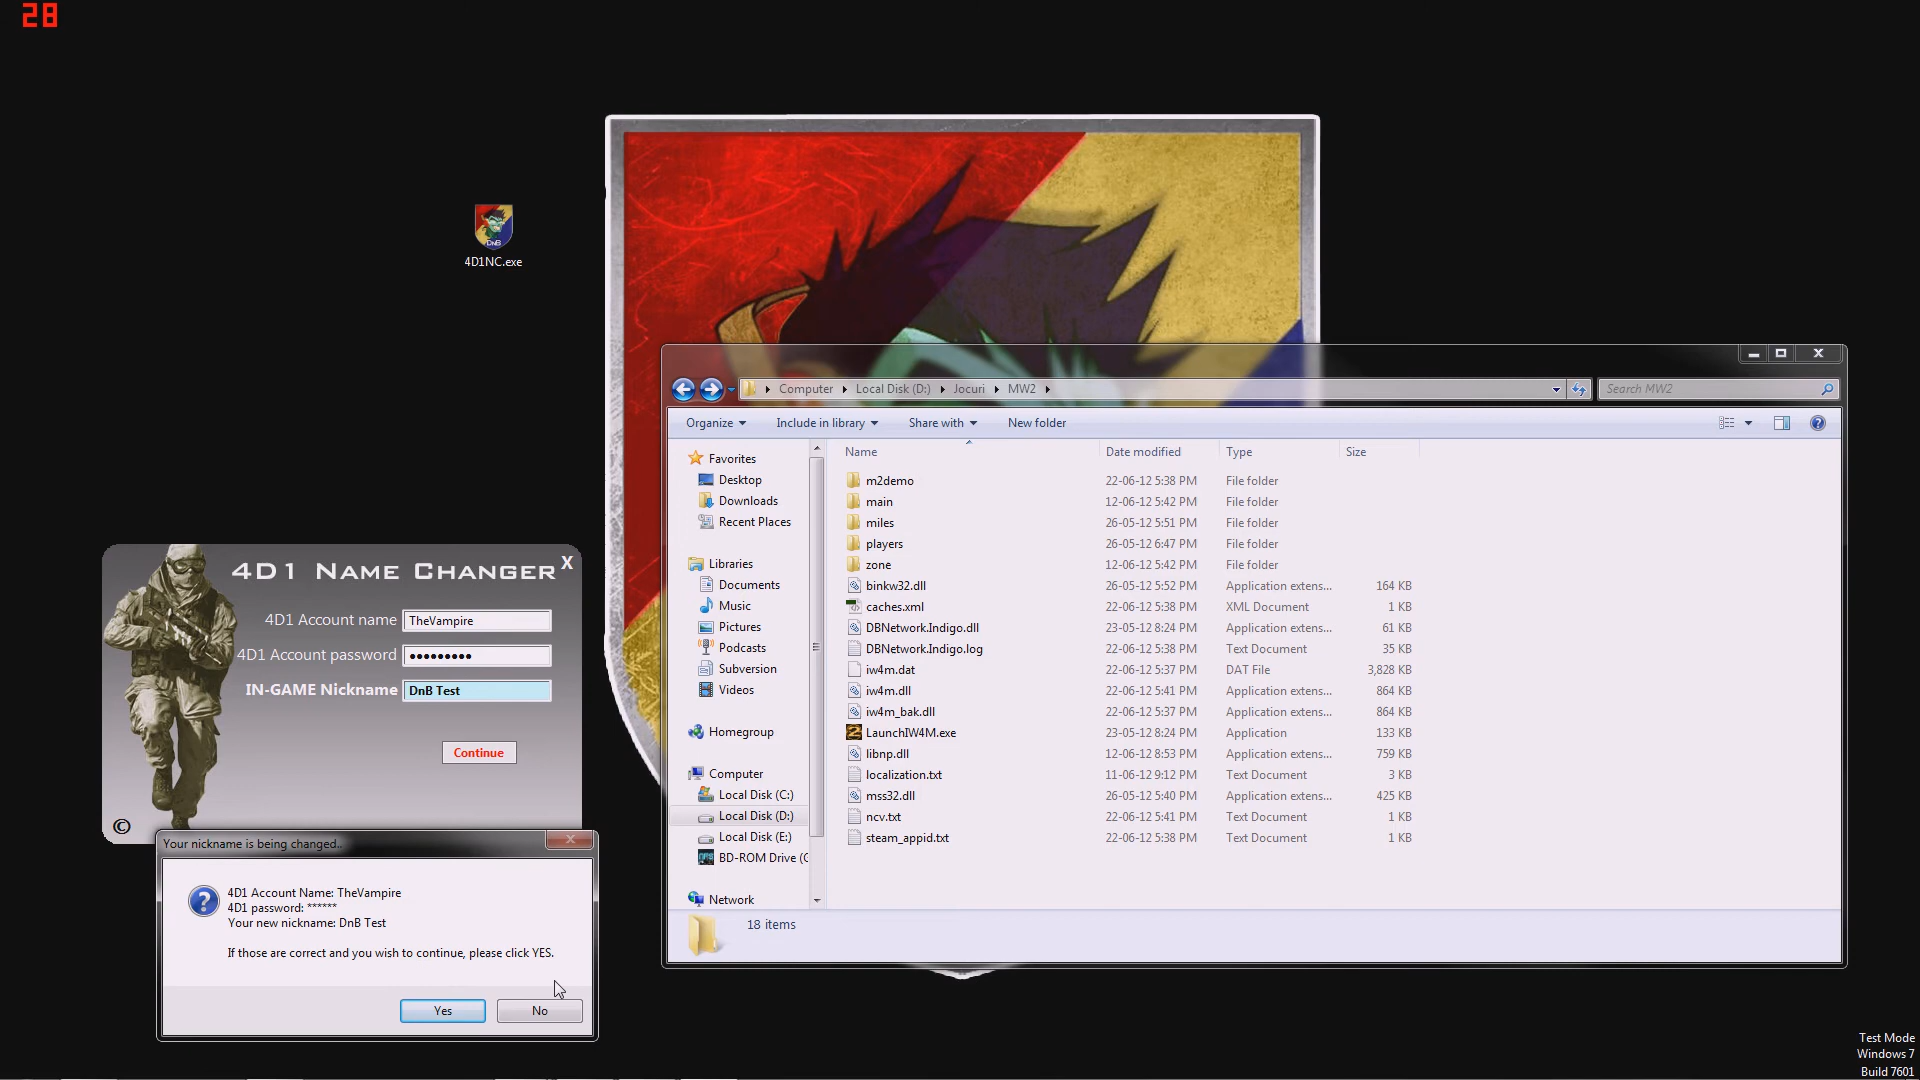 28
DnB
4D1NC.exe
Computer Local Disk (D:) Jocuri MW2
Search MW2
Organize Include in library Share with New folder
Name Date modified Type Size
Favorites
Desktop
Downloads
Recent Places
Libraries
Documents
Music
Pictures
Podcasts
Subversion
Videos
Homegroup
Computer
Local Disk (C:)
Local Disk (D:)
Local Disk (E:)
BD-ROM Drive (
Network
m2demo 22-06-12 5:38 PM File folder
main 12-06-12 5:42 PM File folder
miles 26-05-12 5:51 PM File folder
players 26-05-12 6:47 PM File folder
zone 12-06-12 5:42 PM File folder
binkw32.dll 26-05-12 5:52 PM Application extens... 164 KB
caches.xml 22-06-12 5:38 PM XML Document 1 KB
DBNetwork.Indigo.dll 23-05-12 8:24 PM Application extens... 61 KB
DBNetwork.Indigo.log 22-06-12 5:38 PM Text Document 35 KB
iw4m.dat 22-06-12 5:37 PM DAT File 3,828 KB
iw4m.dll 22-06-12 5:41 PM Application extens... 864 KB
iw4m_bak.dll 22-06-12 5:37 PM Application extens... 864 KB
LaunchIW4M.exe 23-05-12 8:24 PM Application 133 KB
libnp.dll 12-06-12 8:53 PM Application extens... 759 KB
localization.txt 11-06-12 9:12 PM Text Document 3 KB
mss32.dll 26-05-12 5:40 PM Application extens... 425 KB
ncv.txt 22-06-12 5:41 PM Text Document 1 KB
steam_appid.txt 22-06-12 5:38 PM Text Document 1 KB
18 items
4D1 Name Changer X
4D1 Account name TheVampire
4D1 Account password •••••••••
IN-GAME Nickname DnB Test
Continue
©
Your nickname is being changed..
4D1 Account Name: TheVampire
4D1 password: ******
Your new nickname: DnB Test
If those are correct and you wish to continue, please click YES.
Yes No
Test Mode
Windows 7
Build 7601